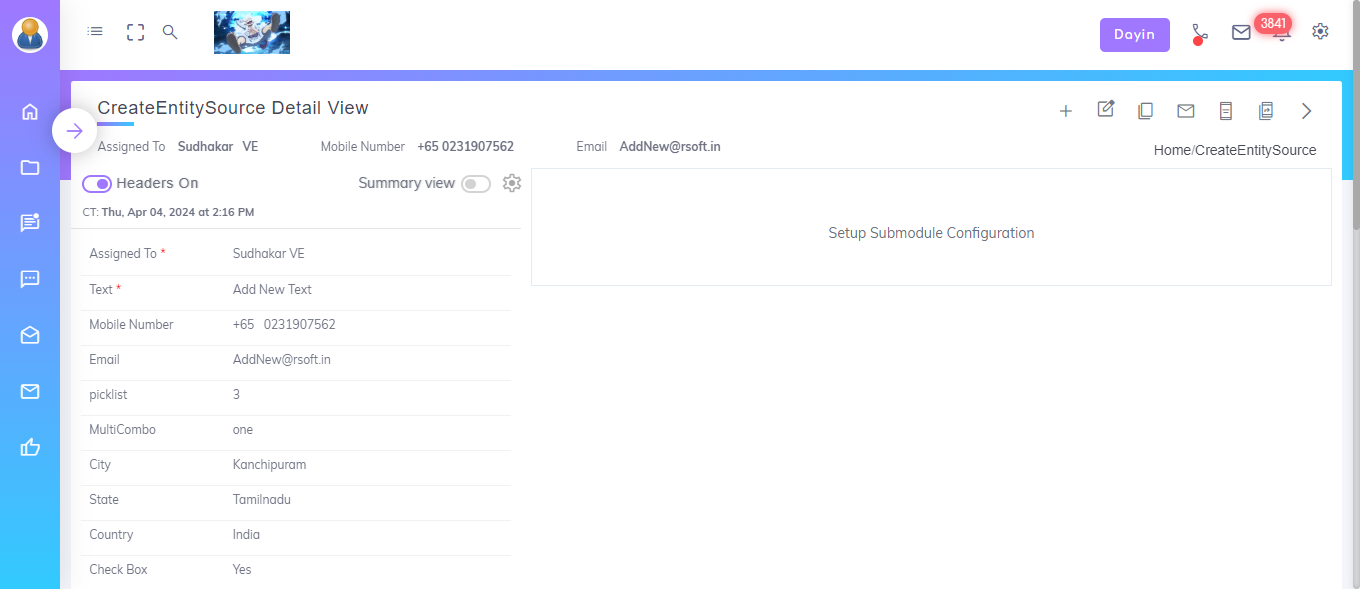 Dayin
3841
CreateEntitySource Detail View
Assigned To Sudhakar VE Mobile Number +65 0231907562 Email AddNew@rsoft.in
Home/CreateEntitySource
Headers On Summary view
CT: Thu, Apr 04, 2024 at 2:16 PM
Setup Submodule Configuration
Assigned To * Sudhakar VE
Text * Add New Text
Mobile Number +65 0231907562
Email AddNew@rsoft.in
picklist 3
MultiCombo one
City Kanchipuram
State Tamilnadu
Country India
Check Box Yes